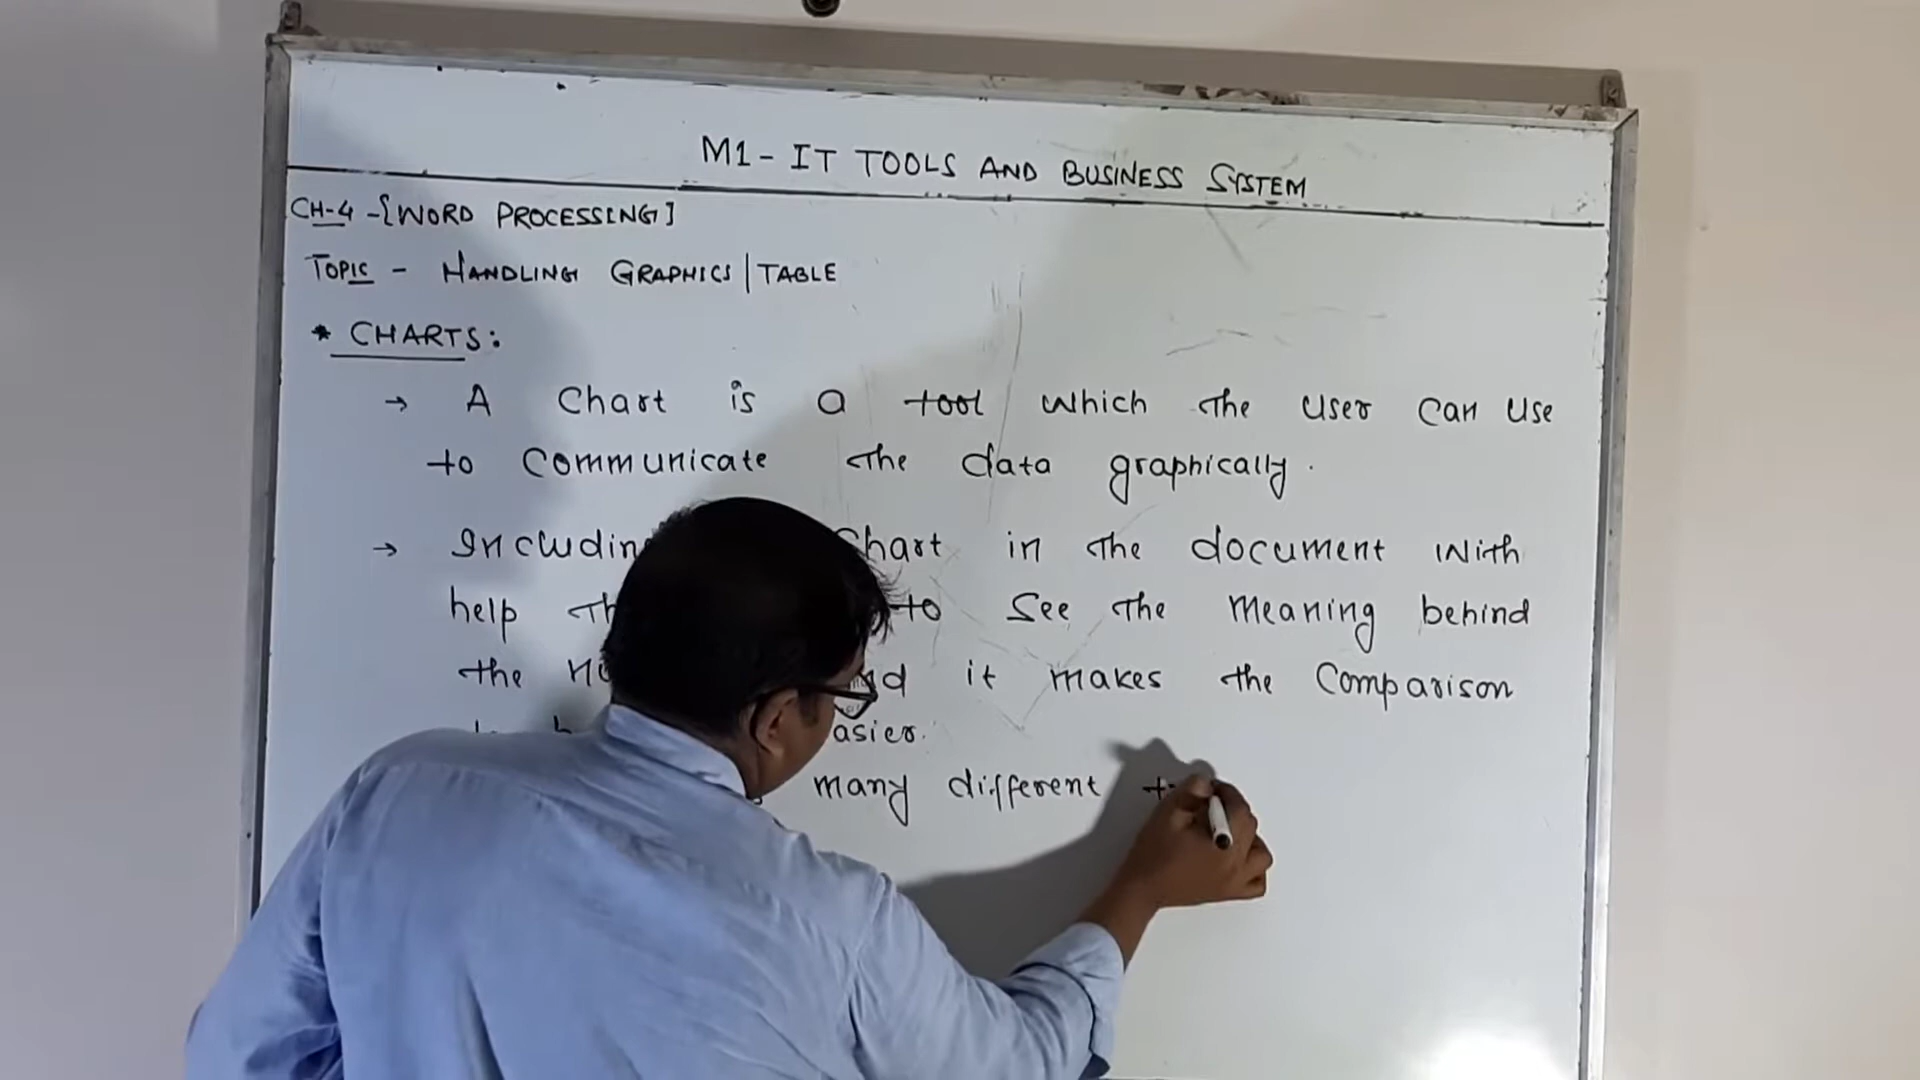 M1 - IT TOOLS AND BUSINESS SYSTEM
CH-4 -[WORD PROCESSING]
TOPIC - HANDLING GRAPHICS | TABLE
* CHARTS:
→ A Chart is a tool which the user can use
to communicate the data graphically.
→ Including Chart in the document with
help to see the meaning behind
the it makes the comparison
many different